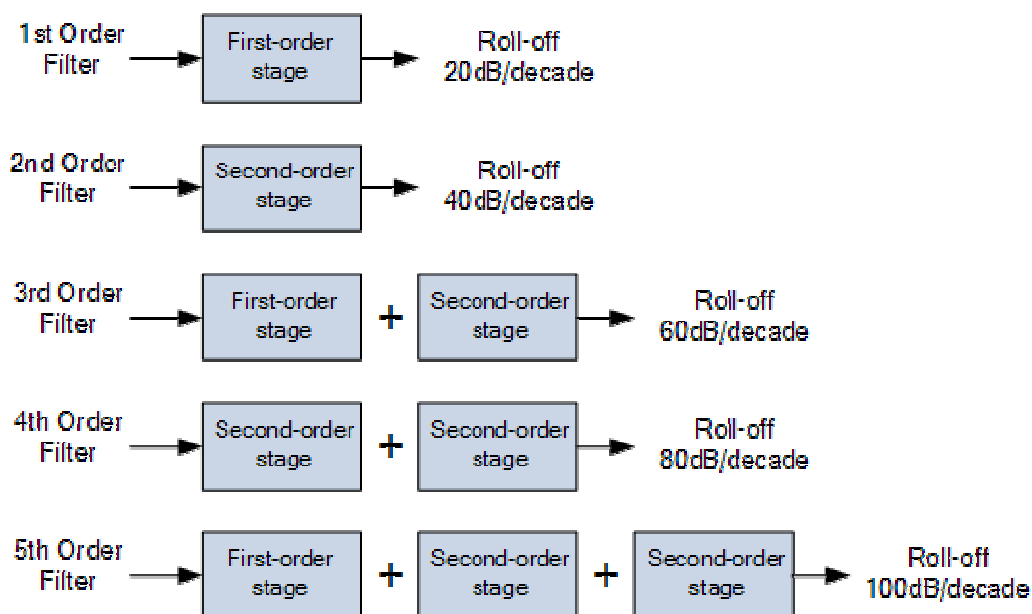 1st Order
Filter
First-order
stage
Roll-off
20dB/decade
2nd Order
Filter
Second-order
stage
Roll-off
40dB/decade
3rd Order
Filter
First-order
stage
+
Second-order
stage
Roll-off
60dB/decade
4th Order
Filter
Second-order
stage
+
Second-order
stage
Roll-off
80dB/decade
5th Order
Filter
First-order
stage
+
Second-order
stage
+
Second-order
stage
Roll-off
100dB/decade